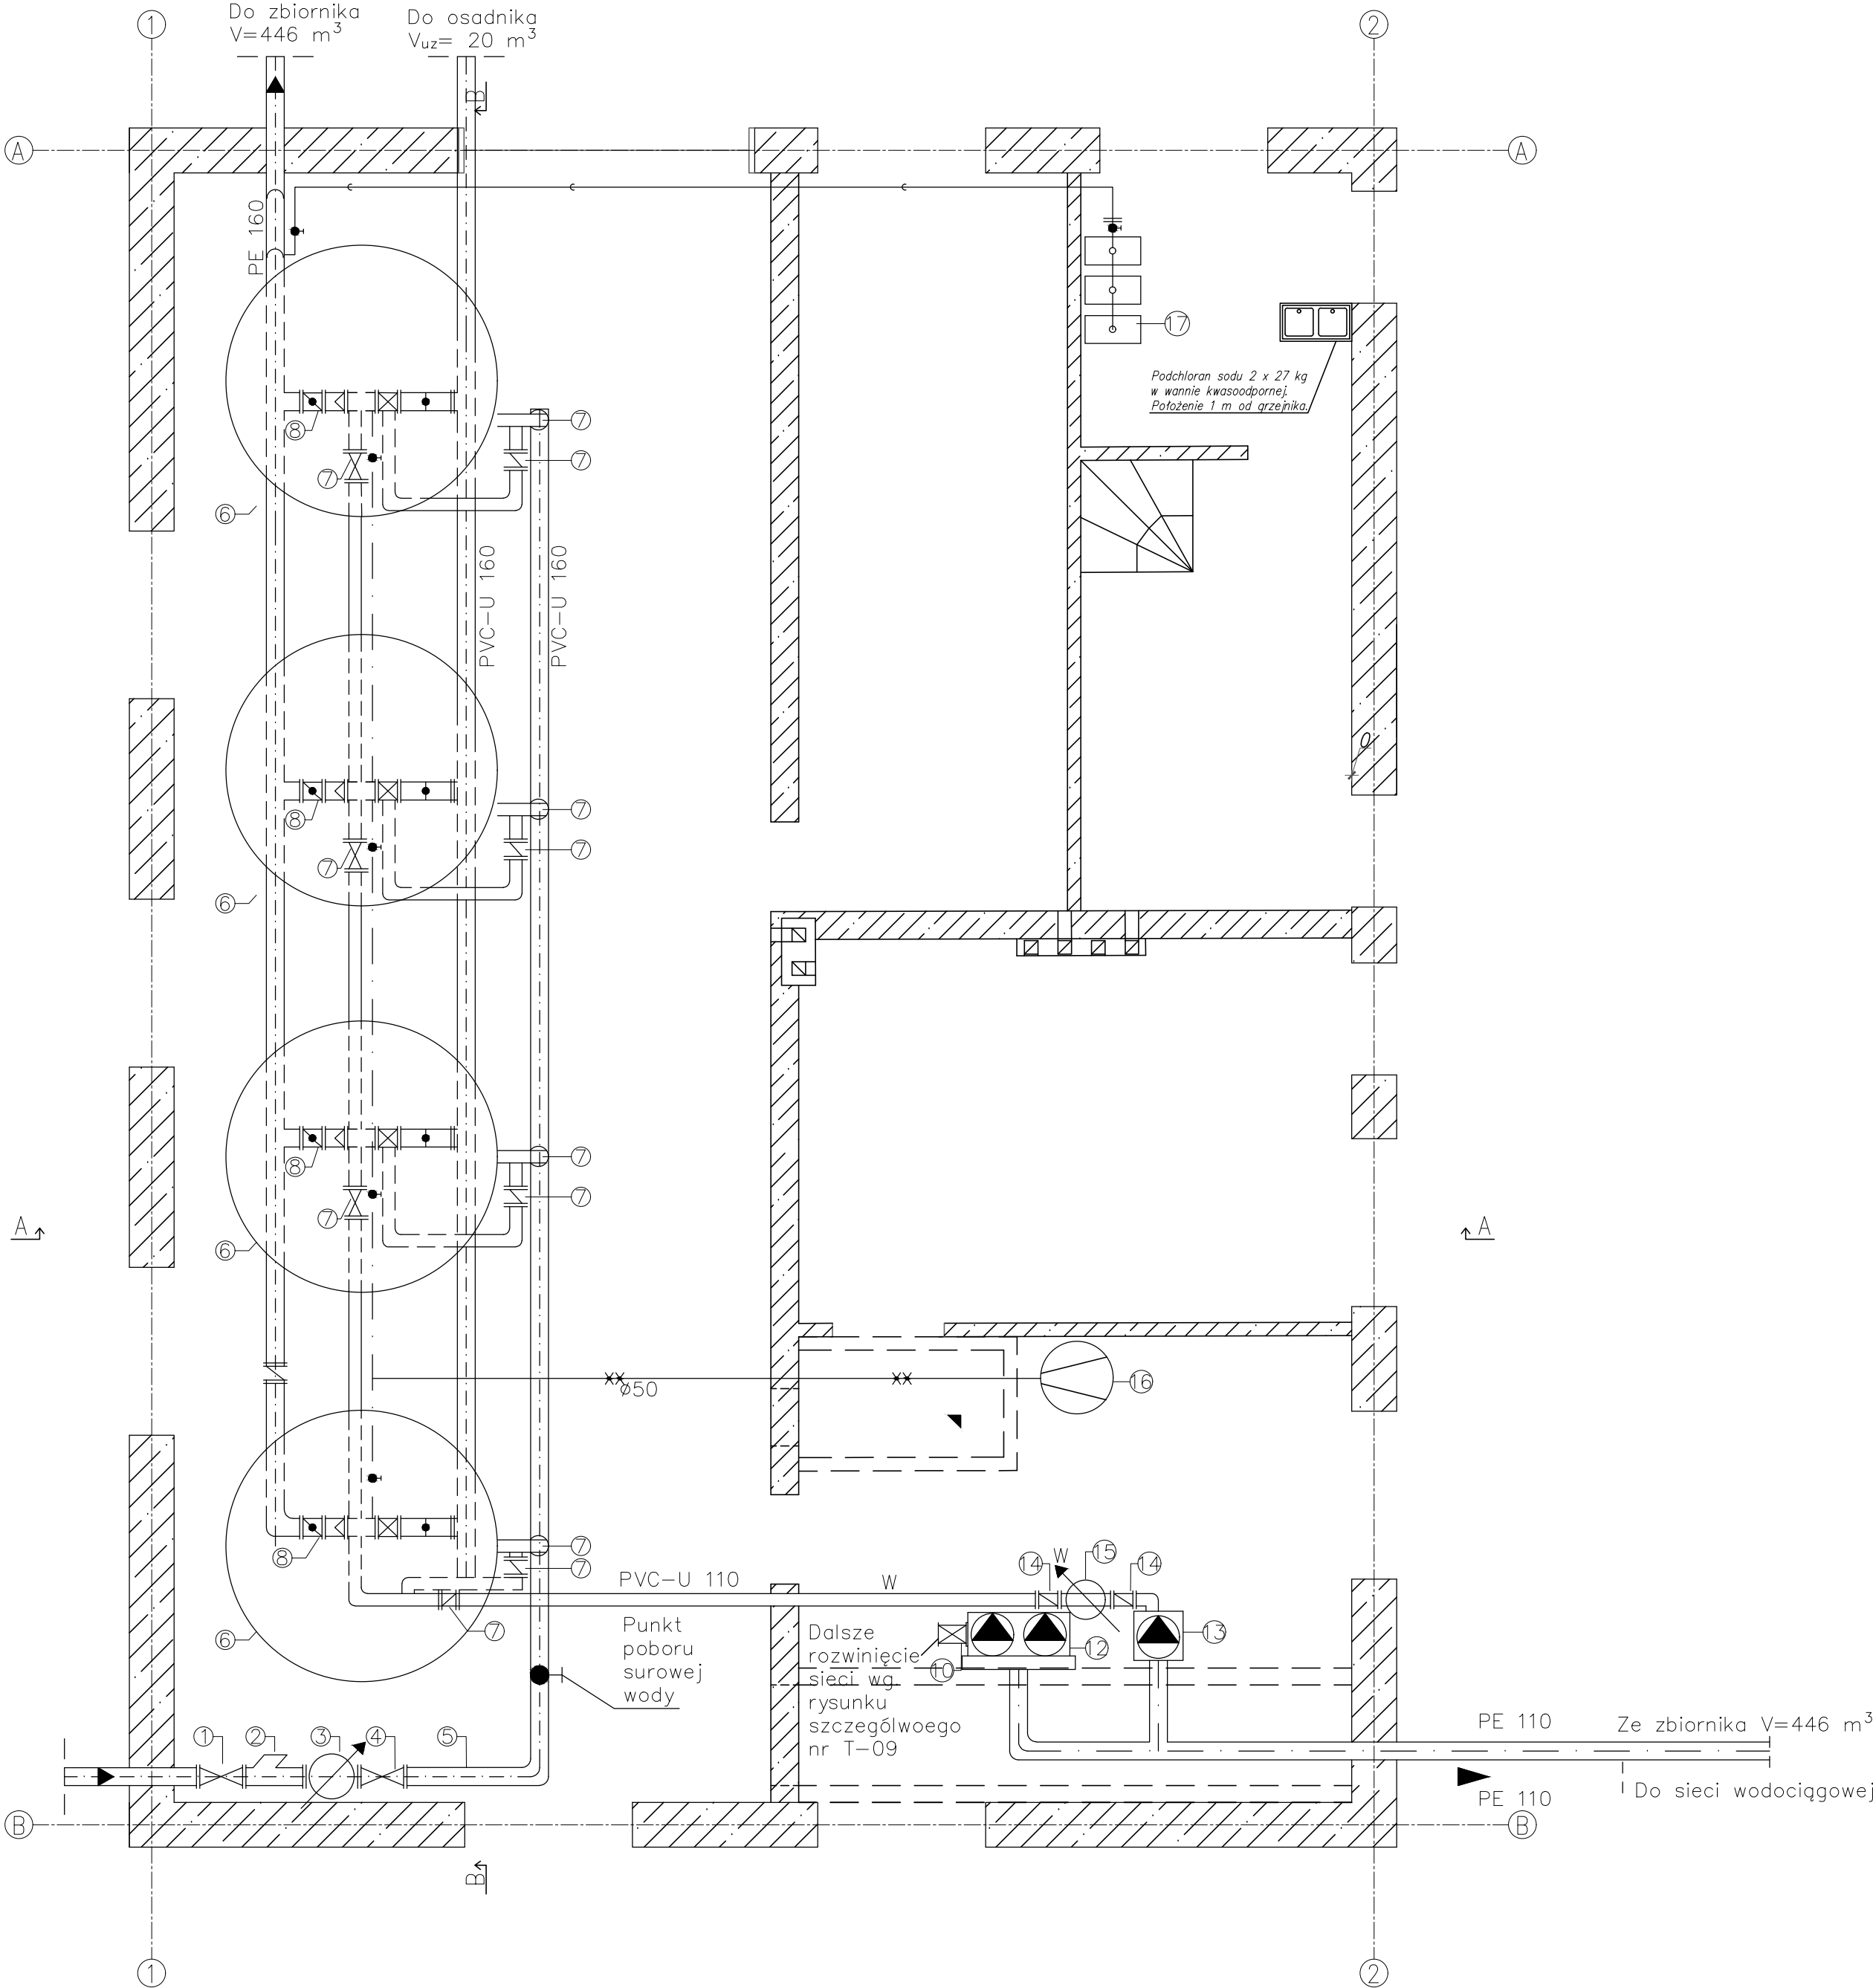 1
Do zbiornika
V=446 m³
Do osadnika
Vuz= 20 m³
2
B
A
A
PE 160
17
Podchloran sodu 2 x 27 kg
w wannie kwasoodpornej.
Położenie 1 m od grzejnika.
8
7
7
7
6
PVC-U 160
PVC-U 160
0
8
7
7
7
6
8
7
7
7
6
A
A
ø50
16
8
7
7
7
6
PVC-U 110
W
14
W
15
14
Punkt
poboru
surowej
wody
Dalsze
rozwinięcie
sieci wg.
rysunku
szczególwoego
nr T-09
10
12
13
1
2
3
4
5
PE 110
Ze zbiornika V=446 m³
PE 110
Do sieci wodociągowej
B
B
B
1
2